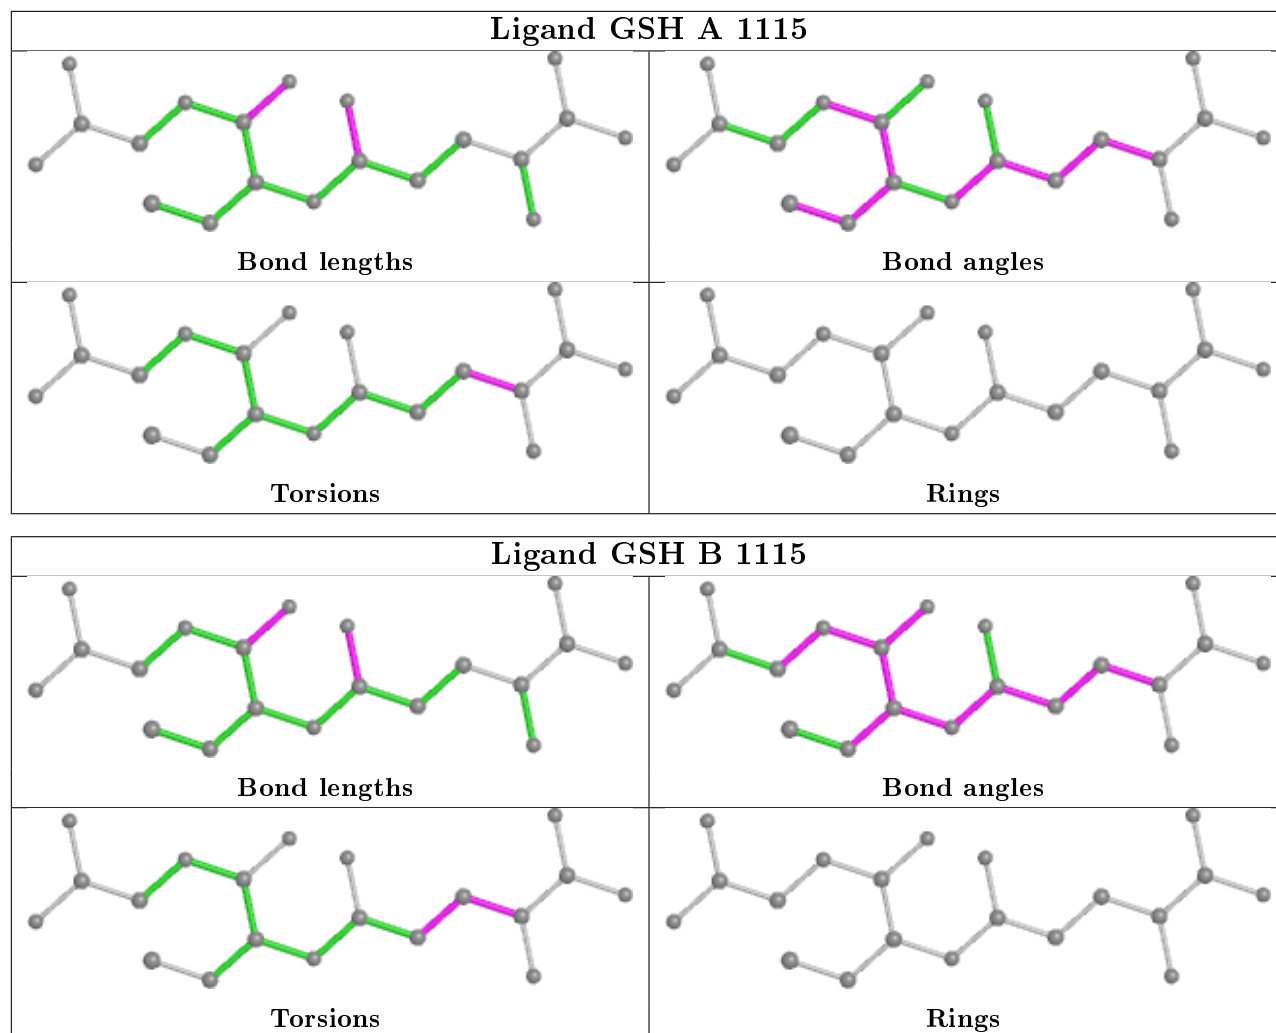 Ligand GSH A 1115
Bond lengths
Bond angles
Torsions
Rings
Ligand GSH B 1115
Bond lengths
Bond angles
Torsions
Rings